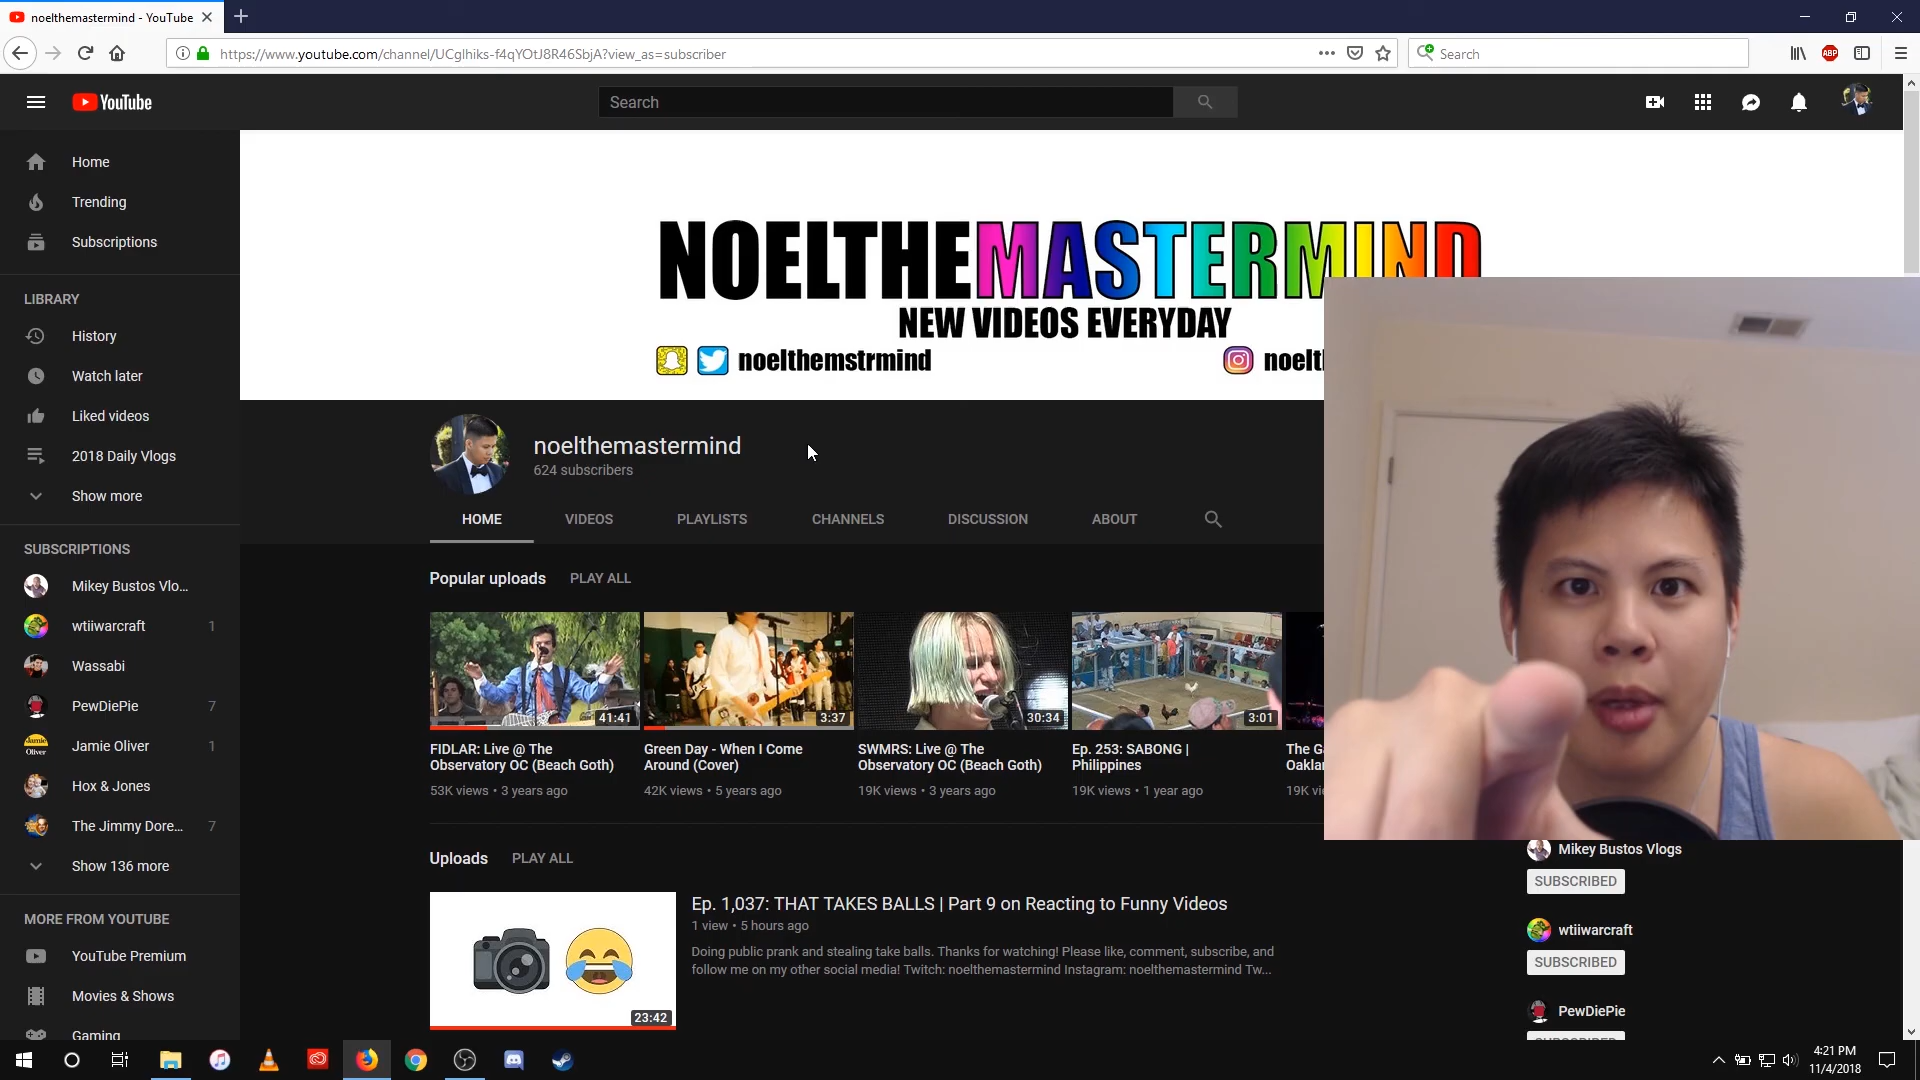 noelthemastermind - YouTube
https://www.youtube.com/channel/UCglhiks-f4qYOtJ8R46SbjA?view_as=subscriber
Search
ABP
YouTube
Search
Home
Trending
Subscriptions
LIBRARY
History
Watch later
Liked videos
2018 Daily Vlogs
Show more
SUBSCRIPTIONS
Mikey Bustos Vlo...
wtiiwarcraft 1
Wassabi
PewDiePie 7
Jamie Oliver 1
Hox & Jones
The Jimmy Dore... 7
Show 136 more
MORE FROM YOUTUBE
YouTube Premium
Movies & Shows
Gaming
NOELTHEMASTERMIND
NEW VIDEOS EVERYDAY
noelthemstrmind
noelt
noelthemastermind
624 subscribers
HOME VIDEOS PLAYLISTS CHANNELS DISCUSSION ABOUT
Popular uploads PLAY ALL
41:41
FIDLAR: Live @ The
Observatory OC (Beach Goth)
53K views • 3 years ago
3:37
Green Day - When I Come
Around (Cover)
42K views • 5 years ago
30:34
SWMRS: Live @ The
Observatory OC (Beach Goth)
19K views • 3 years ago
3:01
Ep. 253: SABONG |
Philippines
19K views • 1 year ago
The Ga
Oaklan
19K vie
Uploads PLAY ALL
23:42
Ep. 1,037: THAT TAKES BALLS | Part 9 on Reacting to Funny Videos
1 view • 5 hours ago
Doing public prank and stealing take balls. Thanks for watching! Please like, comment, subscribe, and
follow me on my other social media! Twitch: noelthemastermind Instagram: noelthemastermind Tw...
Mikey Bustos Vlogs
SUBSCRIBED
wtiiwarcraft
SUBSCRIBED
PewDiePie
SUBSCRIBED
4:21 PM
11/4/2018